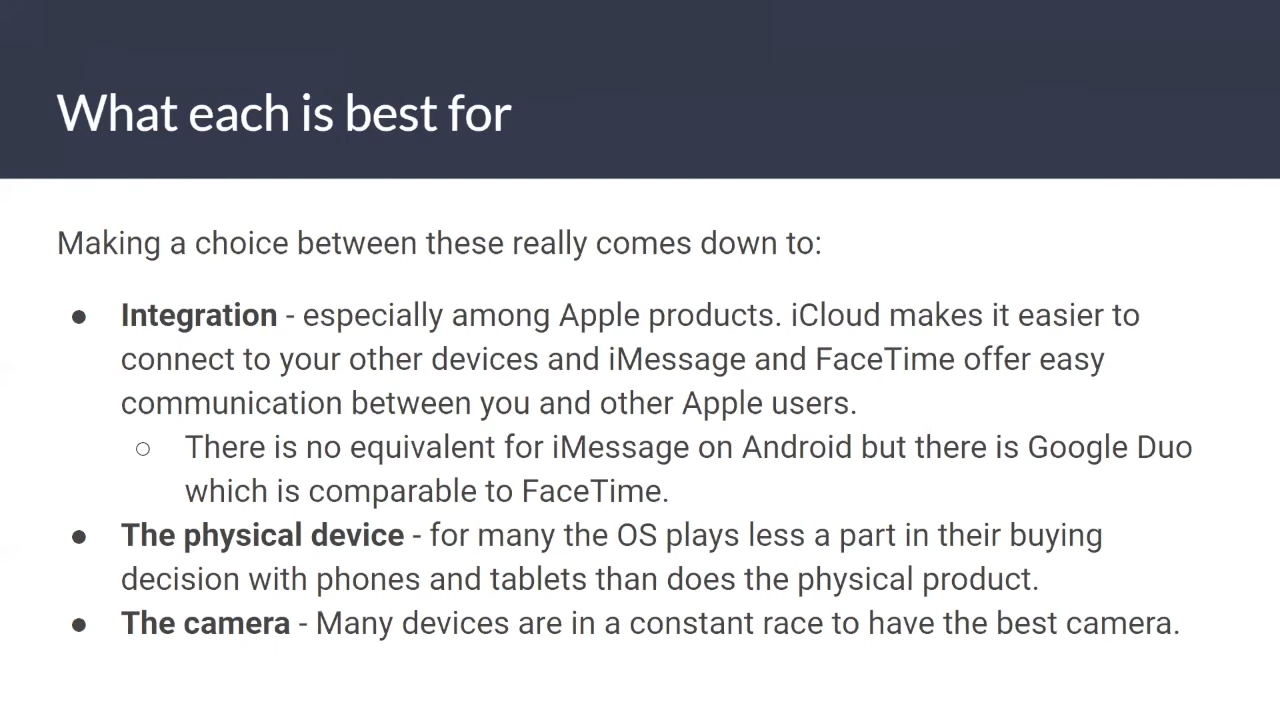 What each is best for
Making a choice between these really comes down to:
● Integration - especially among Apple products. iCloud makes it easier to
connect to your other devices and iMessage and FaceTime offer easy
communication between you and other Apple users.
○ There is no equivalent for iMessage on Android but there is Google Duo
which is comparable to FaceTime.
● The physical device - for many the OS plays less a part in their buying
decision with phones and tablets than does the physical product.
● The camera - Many devices are in a constant race to have the best camera.